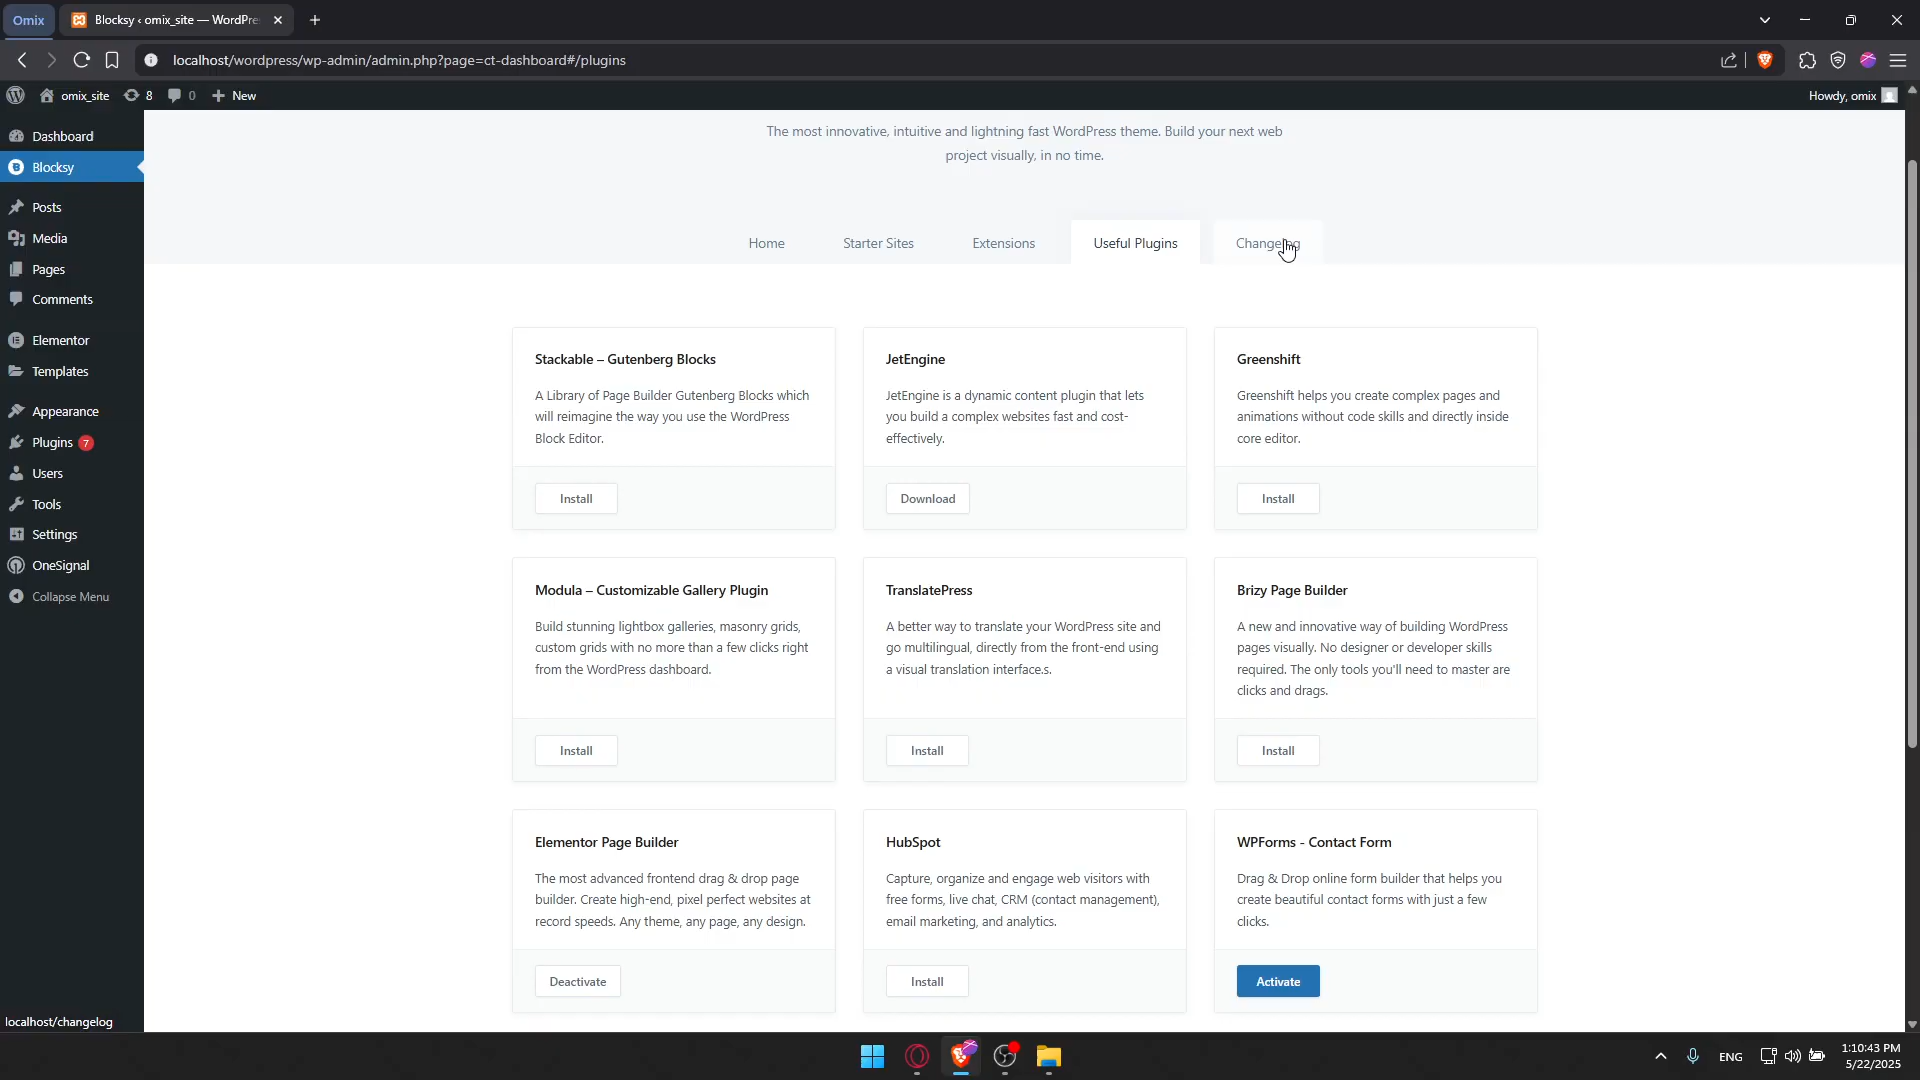 Omix
Blocksy ‹ omix_site — WordPre
localhost/wordpress/wp-admin/admin.php?page=ct-dashboard#/plugins
omix_site
8
0
New
Howdy, omix
Dashboard
Blocksy
Posts
Media
Pages
Comments
Elementor
Templates
Appearance
Plugins 7
Users
Tools
Settings
OneSignal
Collapse Menu
The most innovative, intuitive and lightning fast WordPress theme. Build your next web
project visually, in no time.
Home
Starter Sites
Extensions
Useful Plugins
Changelog
Stackable – Gutenberg Blocks
A Library of Page Builder Gutenberg Blocks which
will reimagine the way you use the WordPress
Block Editor.
Install
JetEngine
JetEngine is a dynamic content plugin that lets
you build a complex websites fast and cost-
effectively.
Download
Greenshift
Greenshift helps you create complex pages and
animations without code skills and directly inside
core editor.
Install
Modula – Customizable Gallery Plugin
Build stunning lightbox galleries, masonry grids,
custom grids with no more than a few clicks right
from the WordPress dashboard.
Install
TranslatePress
A better way to translate your WordPress site and
go multilingual, directly from the front-end using
a visual translation interface.s.
Install
Brizy Page Builder
A new and innovative way of building WordPress
pages visually. No designer or developer skills
required. The only tools you'll need to master are
clicks and drags.
Install
Elementor Page Builder
The most advanced frontend drag & drop page
builder. Create high-end, pixel perfect websites at
record speeds. Any theme, any page, any design.
Deactivate
HubSpot
Capture, organize and engage web visitors with
free forms, live chat, CRM (contact management),
email marketing, and analytics.
Install
WPForms - Contact Form
Drag & Drop online form builder that helps you
create beautiful contact forms with just a few
clicks.
Activate
localhost/changelog
ENG
1:10:43 PM
5/22/2025